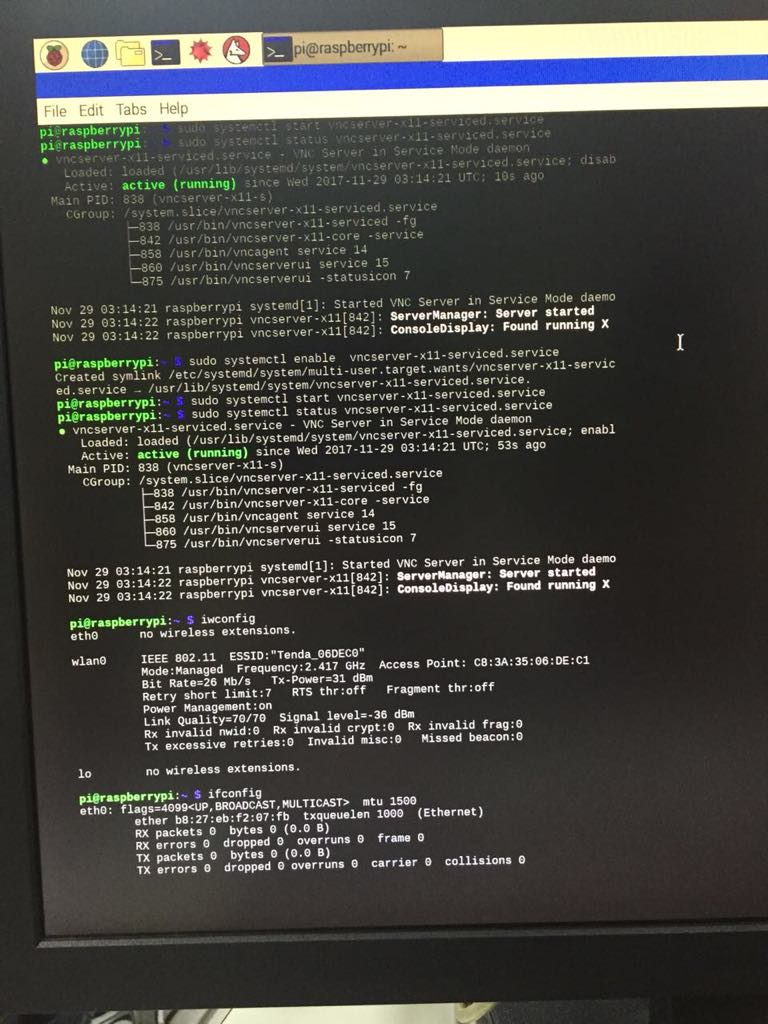 pi@raspberrypi: ~
File Edit Tabs Help
pi@raspberrypi:~ $ sudo systemctl start vncserver-x11-serviced.service
pi@raspberrypi:~ $ sudo systemctl status vncserver-x11-serviced.service
● vncserver-x11-serviced.service - VNC Server in Service Mode daemon
Loaded: loaded (/usr/lib/systemd/system/vncserver-x11-serviced.service; disab
Active: active (running) since Wed 2017-11-29 03:14:21 UTC; 10s ago
Main PID: 838 (vncserver-x11-s)
CGroup: /system.slice/vncserver-x11-serviced.service
├─838 /usr/bin/vncserver-x11-serviced -fg
├─842 /usr/bin/vncserver-x11-core -service
├─858 /usr/bin/vncagent service 14
├─860 /usr/bin/vncserverui service 15
└─875 /usr/bin/vncserverui -statusicon 7
Nov 29 03:14:21 raspberrypi systemd[1]: Started VNC Server in Service Mode daemo
Nov 29 03:14:22 raspberrypi vncserver-x11[842]: ServerManager: Server started
Nov 29 03:14:22 raspberrypi vncserver-x11[842]: ConsoleDisplay: Found running X
pi@raspberrypi:~ $ sudo systemctl enable  vncserver-x11-serviced.service
Created symlink /etc/systemd/system/multi-user.target.wants/vncserver-x11-servic
ed.service → /usr/lib/systemd/system/vncserver-x11-serviced.service.
pi@raspberrypi:~ $ sudo systemctl start vncserver-x11-serviced.service
pi@raspberrypi:~ $ sudo systemctl status vncserver-x11-serviced.service
● vncserver-x11-serviced.service - VNC Server in Service Mode daemon
Loaded: loaded (/usr/lib/systemd/system/vncserver-x11-serviced.service; enabl
Active: active (running) since Wed 2017-11-29 03:14:21 UTC; 53s ago
Main PID: 838 (vncserver-x11-s)
CGroup: /system.slice/vncserver-x11-serviced.service
├─838 /usr/bin/vncserver-x11-serviced -fg
├─842 /usr/bin/vncserver-x11-core -service
├─858 /usr/bin/vncagent service 14
├─860 /usr/bin/vncserverui service 15
└─875 /usr/bin/vncserverui -statusicon 7
Nov 29 03:14:21 raspberrypi systemd[1]: Started VNC Server in Service Mode daemo
Nov 29 03:14:22 raspberrypi vncserver-x11[842]: ServerManager: Server started
Nov 29 03:14:22 raspberrypi vncserver-x11[842]: ConsoleDisplay: Found running X
pi@raspberrypi:~ $ iwconfig
eth0 no wireless extensions.
wlan0 IEEE 802.11 ESSID:"Tenda_06DEC0"
Mode:Managed Frequency:2.417 GHz Access Point: C8:3A:35:06:DE:C1
Bit Rate=26 Mb/s Tx-Power=31 dBm
Retry short limit:7 RTS thr:off Fragment thr:off
Power Management:on
Link Quality=70/70 Signal level=-36 dBm
Rx invalid nwid:0 Rx invalid crypt:0 Rx invalid frag:0
Tx excessive retries:0 Invalid misc:0 Missed beacon:0
lo no wireless extensions.
pi@raspberrypi:~ $ ifconfig
eth0: flags=4099<UP,BROADCAST,MULTICAST> mtu 1500
ether b8:27:eb:f2:07:fb txqueuelen 1000 (Ethernet)
RX packets 0 bytes 0 (0.0 B)
RX errors 0 dropped 0 overruns 0 frame 0
TX packets 0 bytes 0 (0.0 B)
TX errors 0 dropped 0 overruns 0 carrier 0 collisions 0